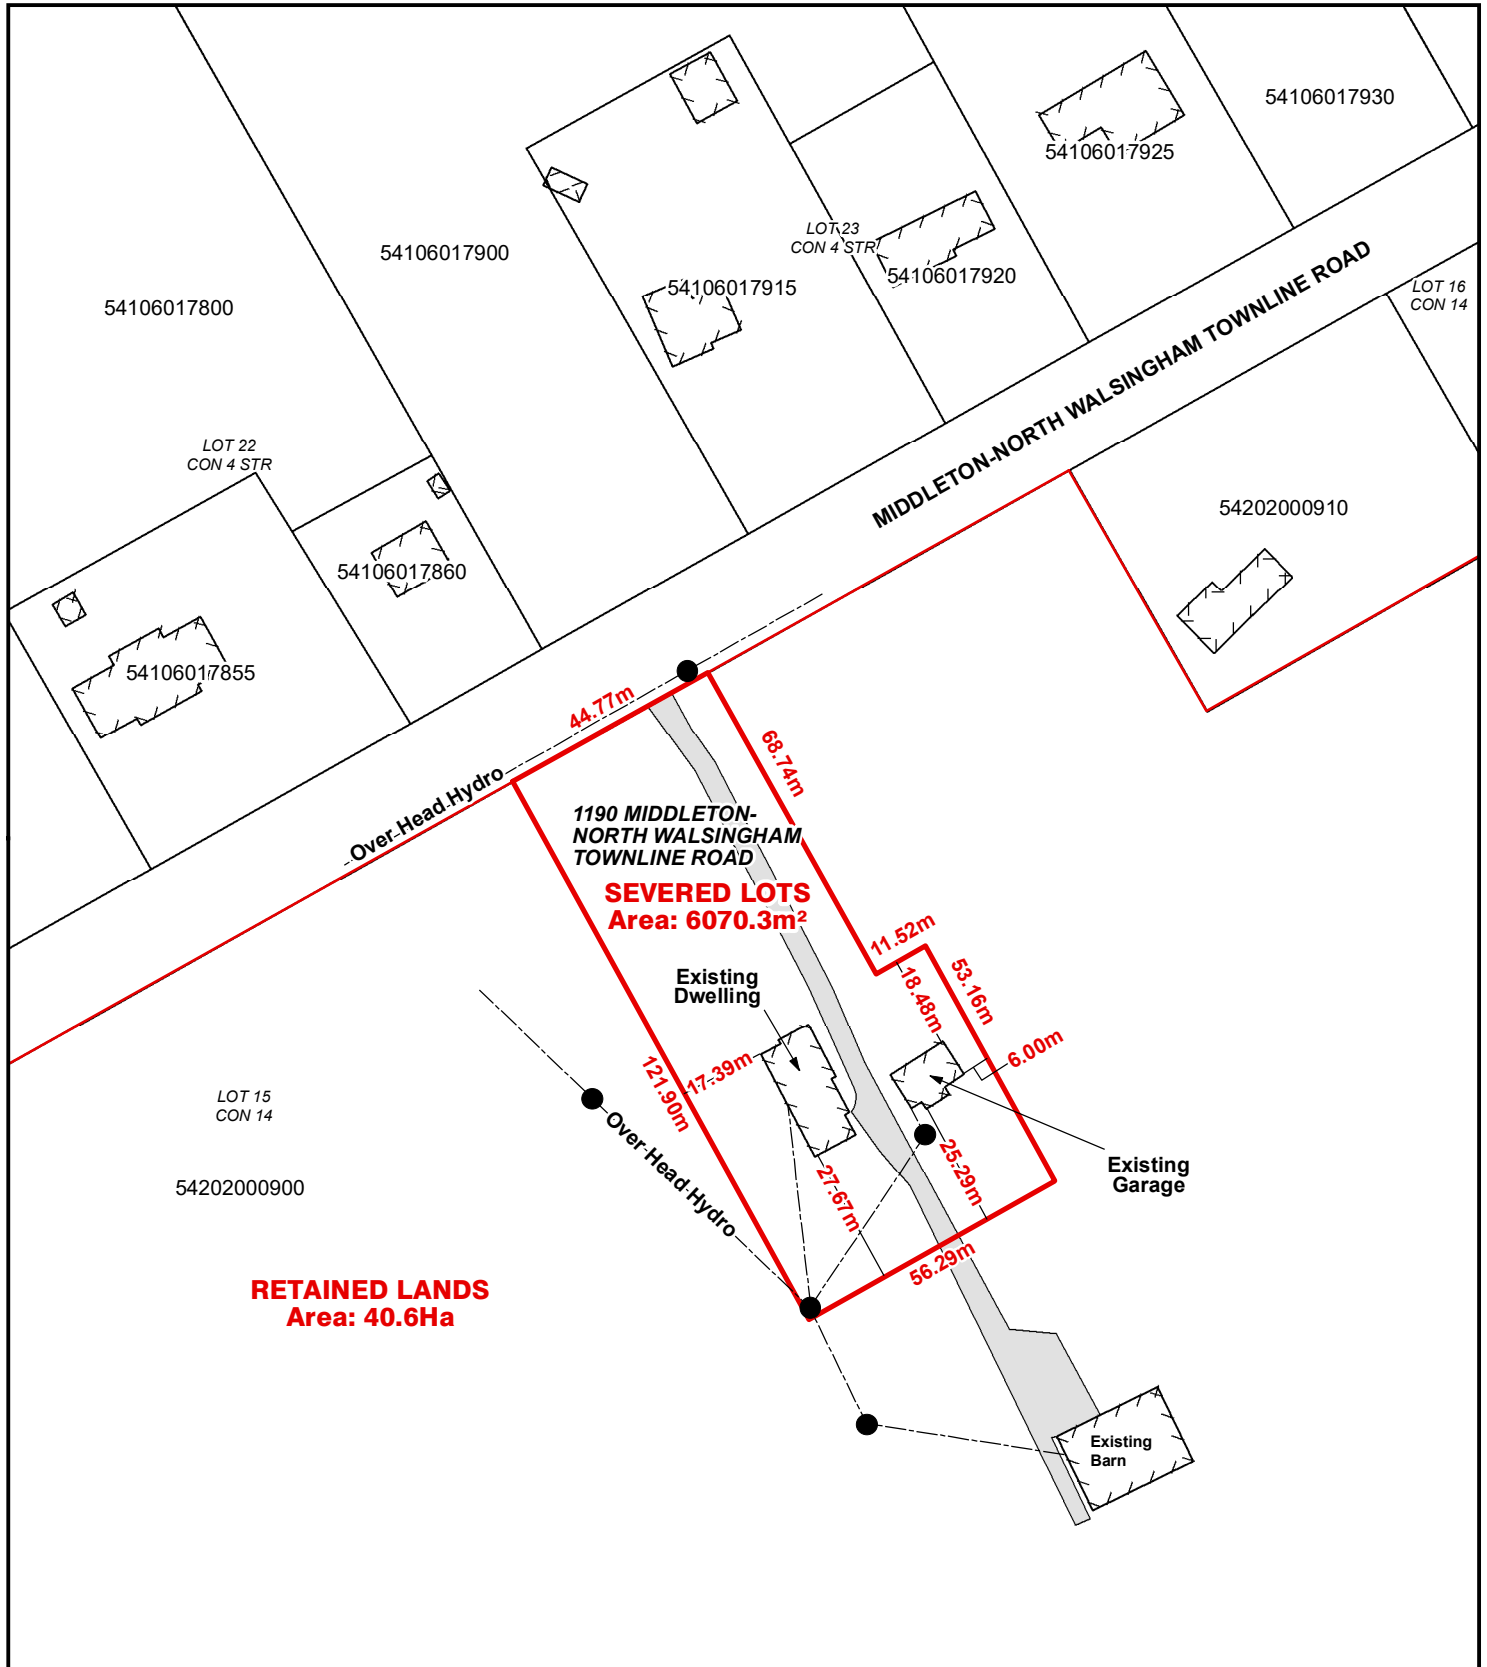 54106017930
54106017925
LOT 23
CON 4 STR
54106017900
54106017920
54106017915
54106017800
MIDDLETON-NORTH WALSINGHAM TOWNLINE ROAD
LOT 16
CON 14
LOT 22
CON 4 STR
54202000910
54106017860
54106017855
44.77m
68.74m
Over Head Hydro
1190 MIDDLETON-
NORTH WALSINGHAM
TOWNLINE ROAD
SEVERED LOTS
Area: 6070.3m²
11.52m
53.16m
Existing
Dwelling
18.48m
6.00m
17.39m
121.90m
LOT 15
CON 14
Over Head Hydro
25.29m
Existing
Garage
54202000900
27.67m
56.29m
RETAINED LANDS
Area: 40.6Ha
Existing
Barn